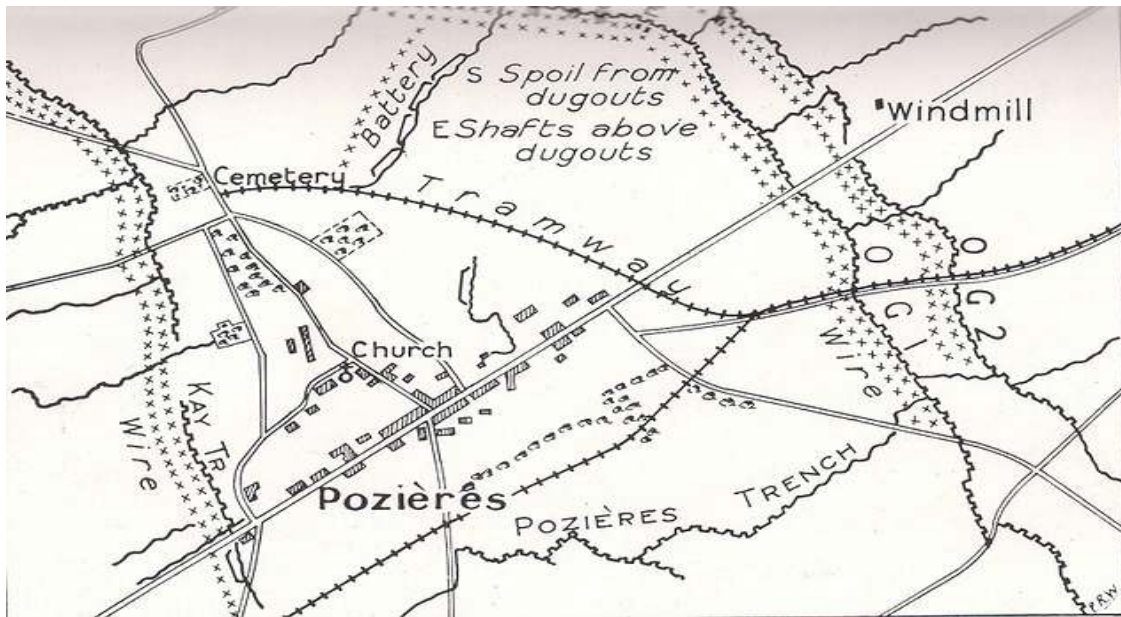 S Spoil from
dugouts
E Shafts above
dugouts
Battery
Windmill
Cemetery
Tramway
O G 1
O G 2
Wire
Church
KAY TR
Wire
Pozières
POZIÈRES TRENCH
P.R.W.